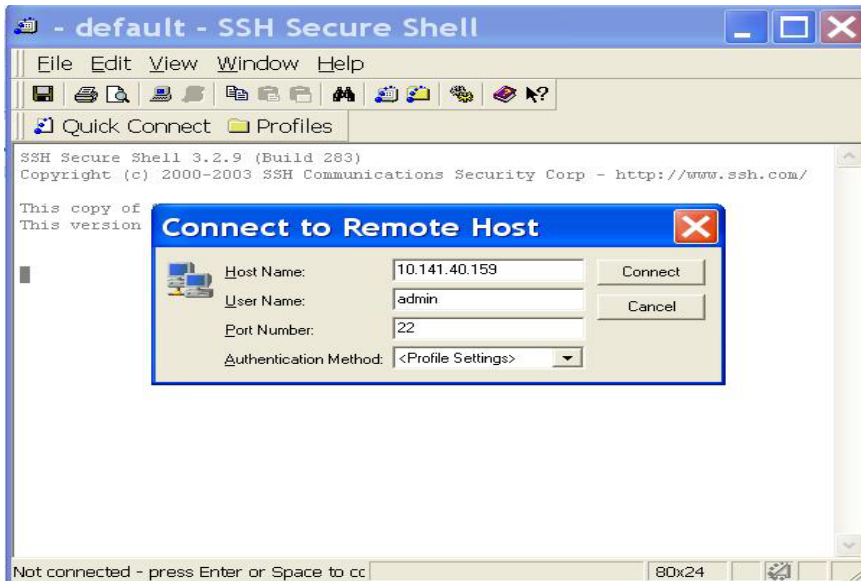 - default - SSH Secure Shell
File Edit View Window Help
Quick Connect Profiles
SSH Secure Shell 3.2.9 (Build 283)
Copyright (c) 2000-2003 SSH Communications Security Corp - http://www.ssh.com/
This copy of
This version
Connect to Remote Host
Host Name: 10.141.40.159 Connect
User Name: admin Cancel
Port Number: 22
Authentication Method: <Profile Settings>
Not connected - press Enter or Space to cc 80x24